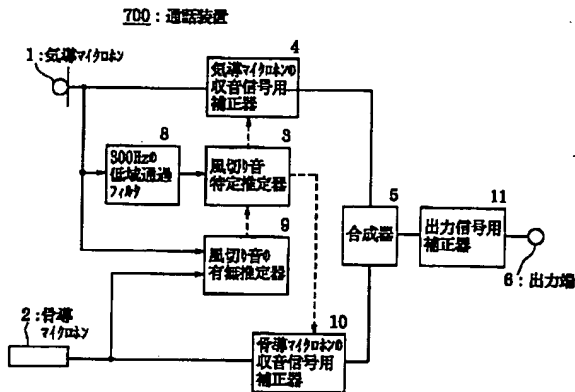 700：通話装置
1：気導マイクロホン
4
気導マイクロホンの
収音信号用
補正器
8
300Hzの
低域通過
フィルタ
3
風切り音
特定推定器
9
風切り音の
有無推定器
5
合成器
11
出力信号用
補正器
6：出力端
2：骨導
マイクロホン
10
骨導マイクロホンの
収音信号用
補正器